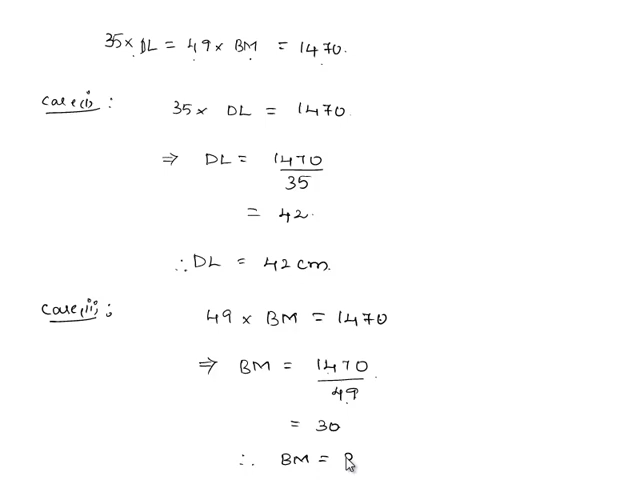 35 × DL = 49 × BM = 1470.
Case(i) : 35 × DL = 1470.
⇒ DL = 1470/35
= 42.
∴ DL = 42 cm.
Case(ii) : 49 × BM = 1470
⇒ BM = 1470/49.
= 30
∴ BM =